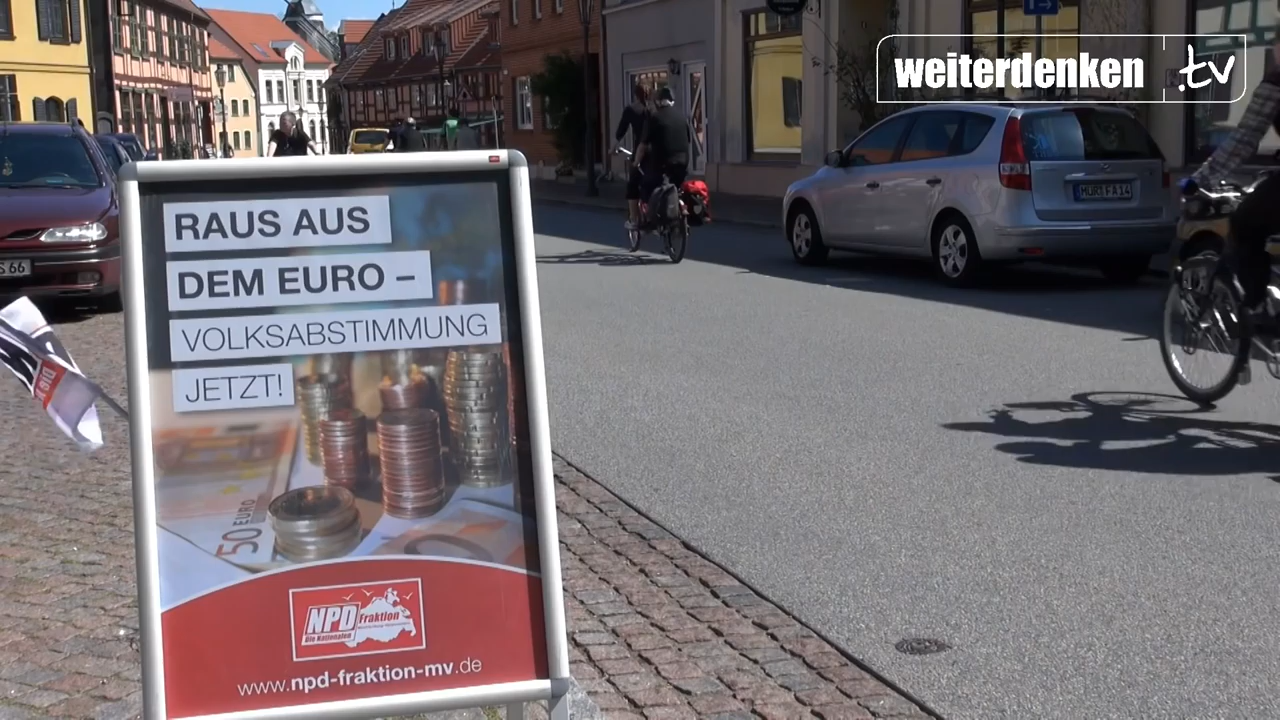 weiterdenken .tv
MÜR FA 14
S 66
RAUS AUS
DEM EURO –
VOLKSABSTIMMUNG
JETZT!
50 EURO
NPD Fraktion
Die Nationalen
www.npd-fraktion-mv.de